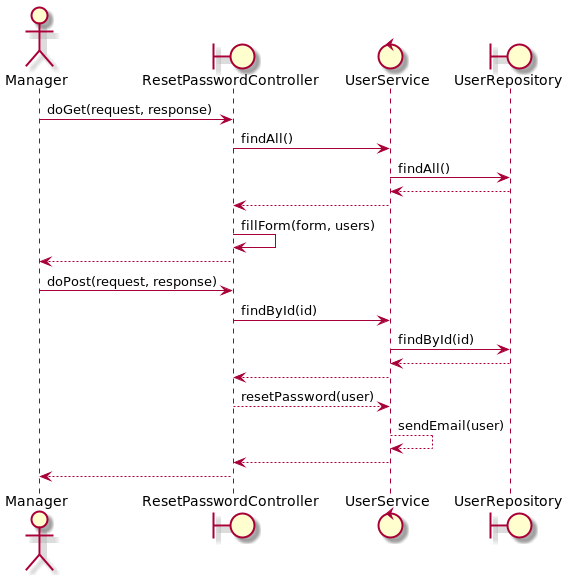 Manager
ResetPasswordController
UserService
UserRepository
doGet(request, response)
findAll()
findAll()
fillForm(form, users)
doPost(request, response)
findById(id)
findById(id)
resetPassword(user)
sendEmail(user)
Manager
ResetPasswordController
UserService
UserRepository